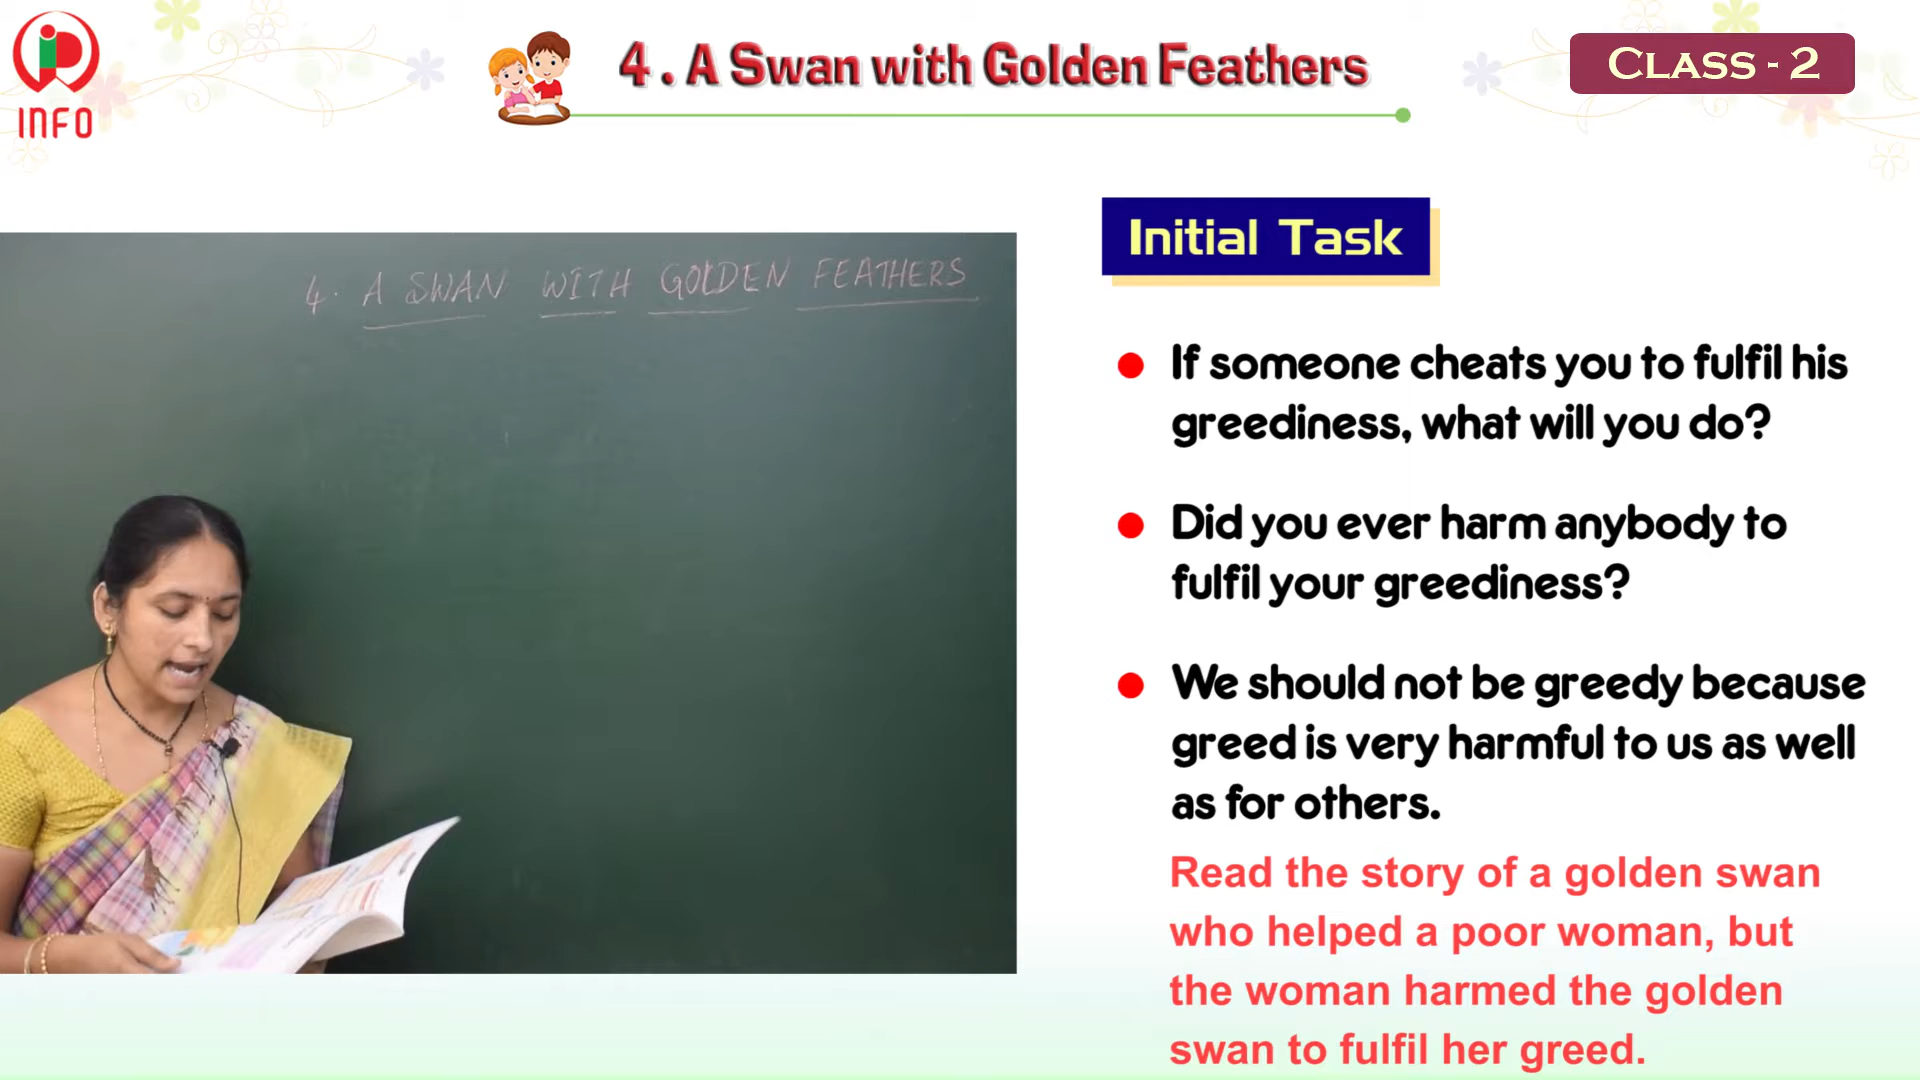 INFO
4. A Swan with Golden Feathers
CLASS - 2
4. A SWAN WITH GOLDEN FEATHERS
Initial Task
If someone cheats you to fulfil his
greediness, what will you do?
Did you ever harm anybody to
fulfil your greediness?
We should not be greedy because
greed is very harmful to us as well
as for others.
Read the story of a golden swan
who helped a poor woman, but
the woman harmed the golden
swan to fulfil her greed.